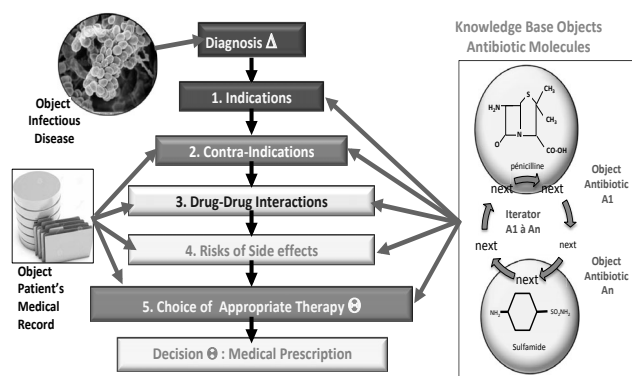 Knowledge Base Objects
Antibiotic Molecules
Diagnosis Δ
Object
Infectious
Disease
1. Indications
2. Contra-Indications
3. Drug-Drug Interactions
4. Risks of Side effects
5. Choice of Appropriate Therapy Θ
Decision Θ : Medical Prescription
Object
Patient's
Medical
Record
H₂N
S
CH₃
CH₃
N
O
CO-OH
pénicilline
Object
Antibiotic
A1
next
next
Iterator
A1 à An
next
next
next
Object
Antibiotic
An
NH₂
SO₂NH₂
Sulfamide